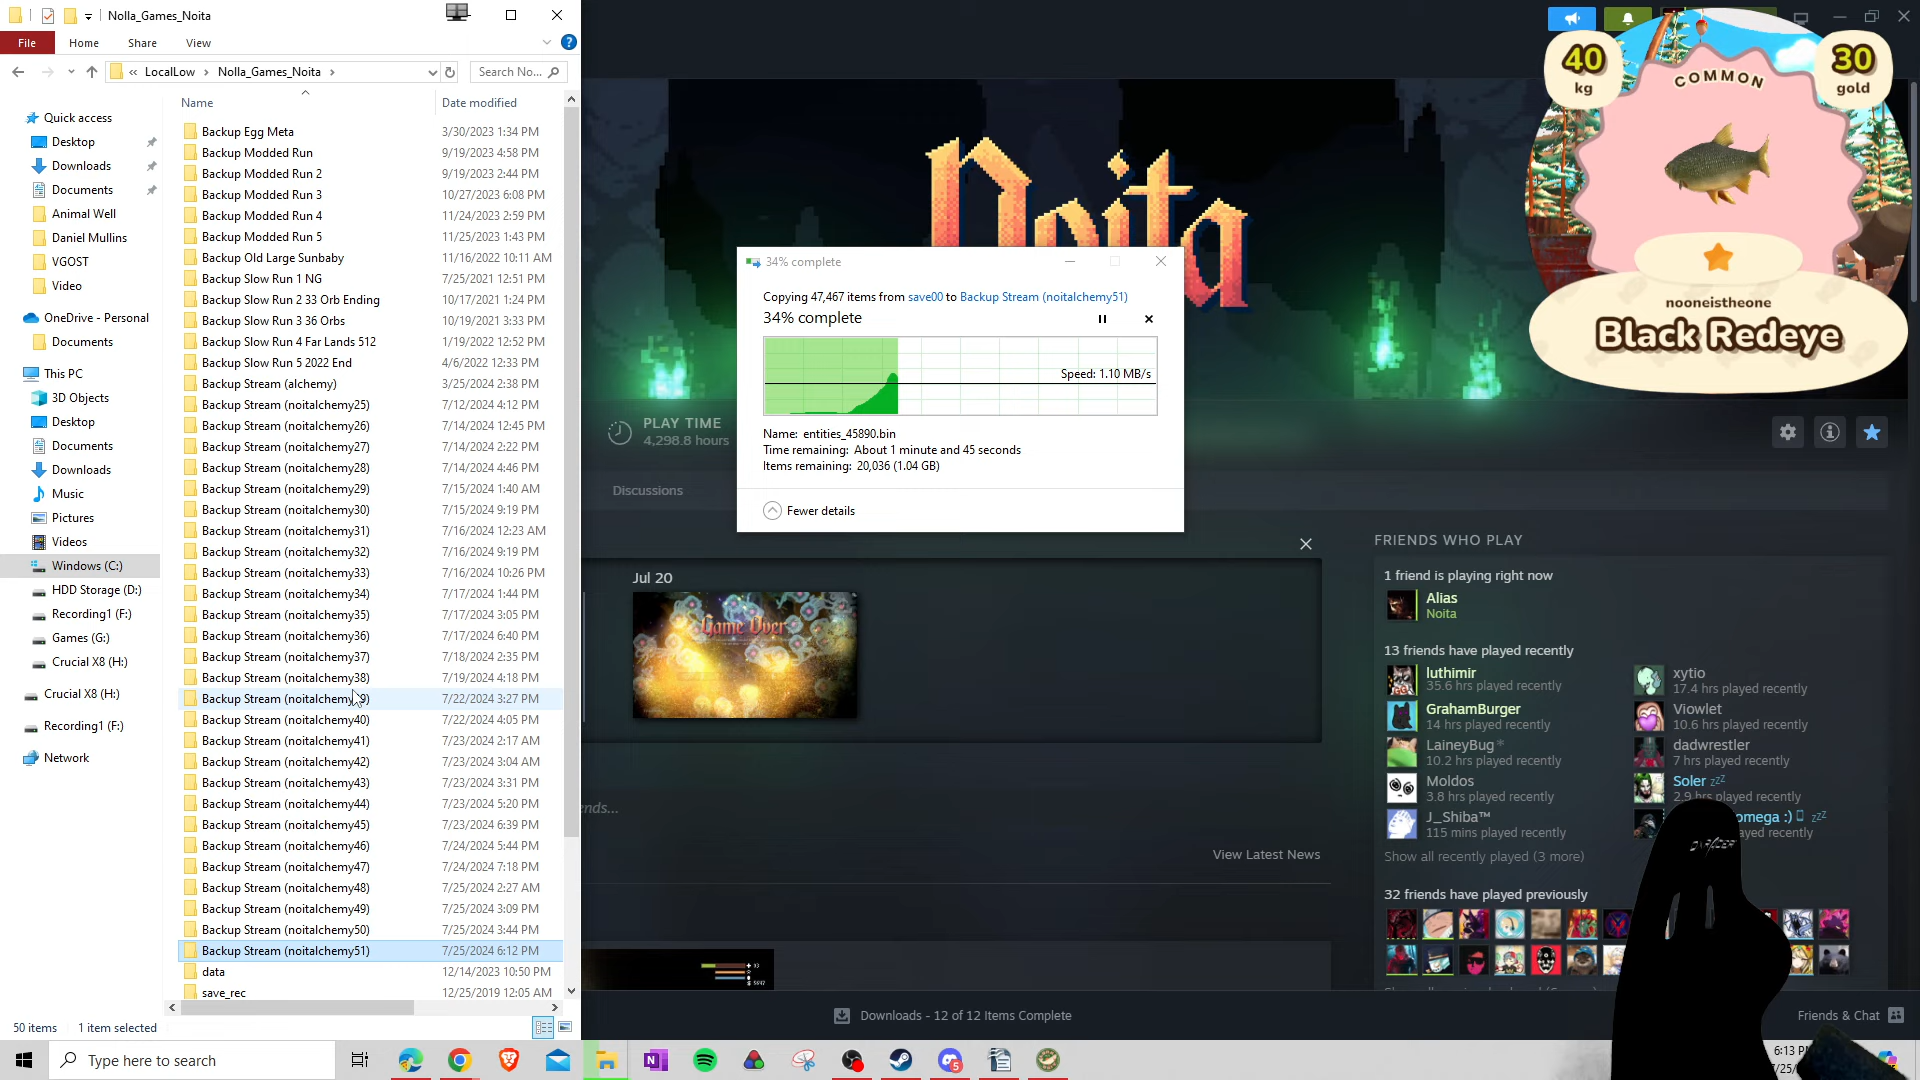 Nolla_Games_Noita
File
Home
Share
View
«
LocalLow
Nolla_Games_Noita
Search No...
Quick access
Desktop
Downloads
Documents
Animal Well
Daniel Mullins
VGOST
Video
OneDrive - Personal
Documents
This PC
3D Objects
Desktop
Documents
Downloads
Music
Pictures
Videos
Windows (C:)
HDD Storage (D:)
Recording1 (F:)
Games (G:)
Crucial X8 (H:)
Crucial X8 (H:)
Recording1 (F:)
Network
Name Date modified
Backup Egg Meta 3/30/2023 1:34 PM
Backup Modded Run 9/19/2023 4:58 PM
Backup Modded Run 2 9/19/2023 2:44 PM
Backup Modded Run 3 10/27/2023 6:08 PM
Backup Modded Run 4 11/24/2023 2:59 PM
Backup Modded Run 5 11/25/2023 1:43 PM
Backup Old Large Sunbaby 11/16/2022 10:11 AM
Backup Slow Run 1 NG 7/25/2021 12:51 PM
Backup Slow Run 2 33 Orb Ending 10/17/2021 1:24 PM
Backup Slow Run 3 36 Orbs 10/19/2021 3:33 PM
Backup Slow Run 4 Far Lands 512 1/19/2022 12:52 PM
Backup Slow Run 5 2022 End 4/6/2022 12:33 PM
Backup Stream (alchemy) 3/25/2024 2:38 PM
Backup Stream (noitalchemy25) 7/12/2024 4:12 PM
Backup Stream (noitalchemy26) 7/14/2024 12:45 PM
Backup Stream (noitalchemy27) 7/14/2024 2:22 PM
Backup Stream (noitalchemy28) 7/14/2024 4:46 PM
Backup Stream (noitalchemy29) 7/15/2024 1:40 AM
Backup Stream (noitalchemy30) 7/15/2024 9:19 PM
Backup Stream (noitalchemy31) 7/16/2024 12:23 AM
Backup Stream (noitalchemy32) 7/16/2024 9:19 PM
Backup Stream (noitalchemy33) 7/16/2024 10:26 PM
Backup Stream (noitalchemy34) 7/17/2024 1:44 PM
Backup Stream (noitalchemy35) 7/17/2024 3:05 PM
Backup Stream (noitalchemy36) 7/17/2024 6:40 PM
Backup Stream (noitalchemy37) 7/18/2024 2:35 PM
Backup Stream (noitalchemy38) 7/19/2024 4:18 PM
Backup Stream (noitalchemy39) 7/22/2024 3:27 PM
Backup Stream (noitalchemy40) 7/22/2024 4:05 PM
Backup Stream (noitalchemy41) 7/23/2024 2:17 AM
Backup Stream (noitalchemy42) 7/23/2024 3:04 AM
Backup Stream (noitalchemy43) 7/23/2024 3:31 PM
Backup Stream (noitalchemy44) 7/23/2024 5:20 PM
Backup Stream (noitalchemy45) 7/23/2024 6:39 PM
Backup Stream (noitalchemy46) 7/24/2024 5:44 PM
Backup Stream (noitalchemy47) 7/24/2024 7:18 PM
Backup Stream (noitalchemy48) 7/25/2024 2:27 AM
Backup Stream (noitalchemy49) 7/25/2024 3:09 PM
Backup Stream (noitalchemy50) 7/25/2024 3:44 PM
Backup Stream (noitalchemy51) 7/25/2024 6:12 PM
data 12/14/2023 10:50 PM
save_rec 12/25/2019 12:05 AM
50 items 1 item selected
Noita
34% complete
Copying 47,467 items from save00 to Backup Stream (noitalchemy51)
34% complete
Speed: 1.10 MB/s
Name: entities_45890.bin
Time remaining: About 1 minute and 45 seconds
Items remaining: 20,036 (1.04 GB)
Fewer details
PLAY TIME
4,298.8 hours
Discussions
Jul 20
Game Over
ends...
View Latest News
FRIENDS WHO PLAY
1 friend is playing right now
Alias
Noita
13 friends have played recently
luthimir
35.6 hrs played recently
GrahamBurger
14 hrs played recently
LaineyBug *
10.2 hrs played recently
Moldos
3.8 hrs played recently
J_Shiba™
115 mins played recently
xytio
17.4 hrs played recently
Viowlet
10.6 hrs played recently
dadwrestler
7 hrs played recently
Soler zzZ
2.9 hrs played recently
omega :) zzZ
ayed recently
Show all recently played (3 more)
32 friends have played previously
Downloads - 12 of 12 Items Complete
Friends & Chat
40
kg
COMMON
30
gold
nooneistheone
Black Redeye
Type here to search
5
6:13 P